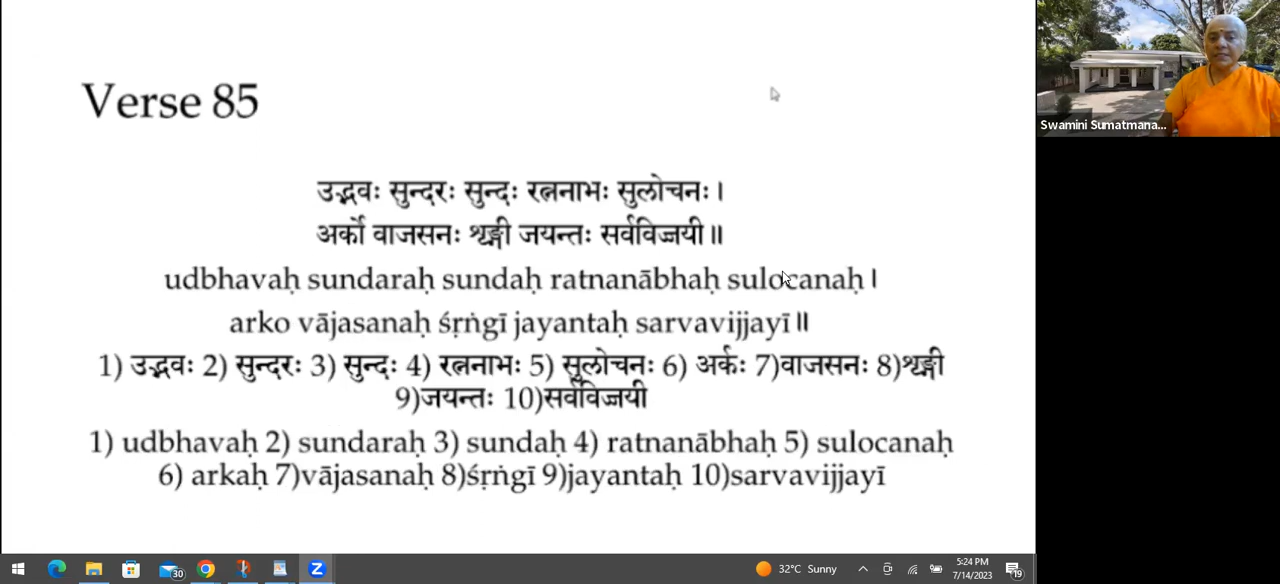 Verse 85
उद्भवः सुन्दरः सुन्दः रत्ननाभः सुलोचनः।
अर्को वाजसनः शृङ्गी जयन्तः सर्वविज्जयी॥
udbhavaḥ sundaraḥ sundaḥ ratnanābhaḥ sulocanaḥ।
arko vājasanaḥ śṛṅgī jayantaḥ sarvavijjayī॥
1) उद्भवः 2) सुन्दरः 3) सुन्दः 4) रत्ननाभः 5) सुलोचनः 6) अर्कः 7)वाजसनः 8)शृङ्गी
9)जयन्तः 10)सर्वविज्जयी
1) udbhavaḥ 2) sundaraḥ 3) sundaḥ 4) ratnanābhaḥ 5) sulocanaḥ
6) arkaḥ 7)vājasanaḥ 8)śṛṅgī 9)jayantaḥ 10)sarvavijjayī
Swamini Sumatmana...
30
32°C Sunny
5:24 PM
7/14/2023
19